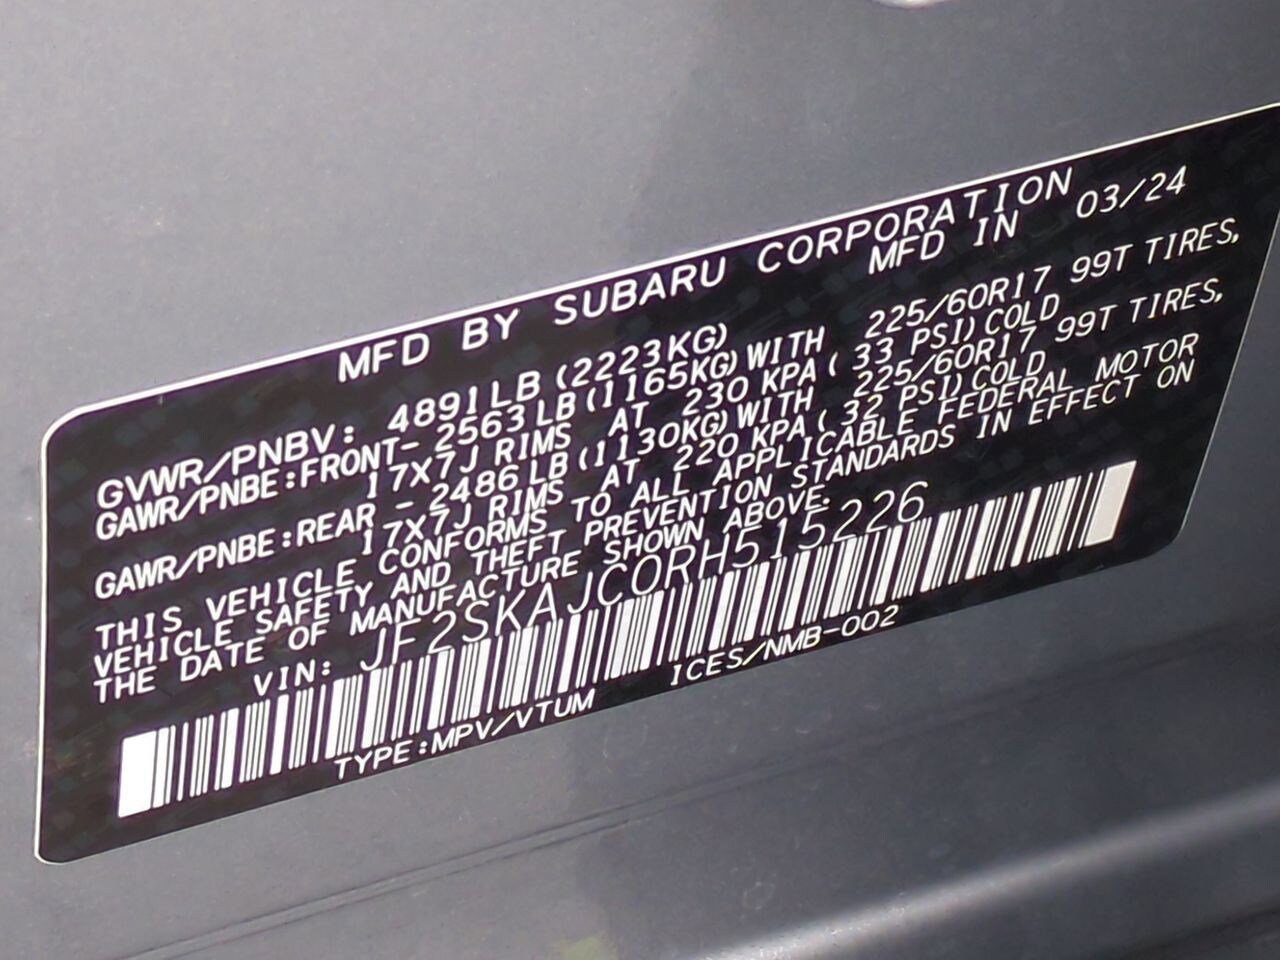 MFD BY SUBARU CORPORATION
MFD IN 03/24
GVWR/PNBV: 4891LB (2223KG)
GAWR/PNBE:FRONT- 2563LB(1165KG)WITH 225/60R17 99T TIRES,
17X7J RIMS AT 230 KPA( 33 PSI)COLD
GAWR/PNBE:REAR - 2486LB(1130KG)WITH 225/60R17 99T TIRES,
17X7J RIMS AT 220 KPA( 32 PSI)COLD
THIS VEHICLE CONFORMS TO ALL APPLICABLE FEDERAL MOTOR
VEHICLE SAFETY AND THEFT PREVENTION STANDARDS IN EFFECT ON
THE DATE OF MANUFACTURE SHOWN ABOVE.
VIN: JF2SKAJC0RH515226
TYPE:MPV/VTUM ICES/NMB-002